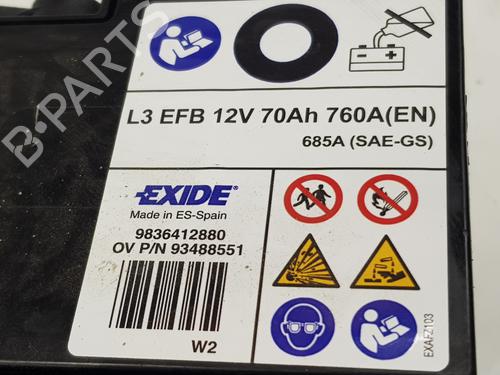 B-PARTS
L3 EFB 12V 70Ah 760A(EN)
685A (SAE-GS)
EXIDE
Made in ES-Spain
9836412880
OV P/N 93488551
W2
EXAFZ103